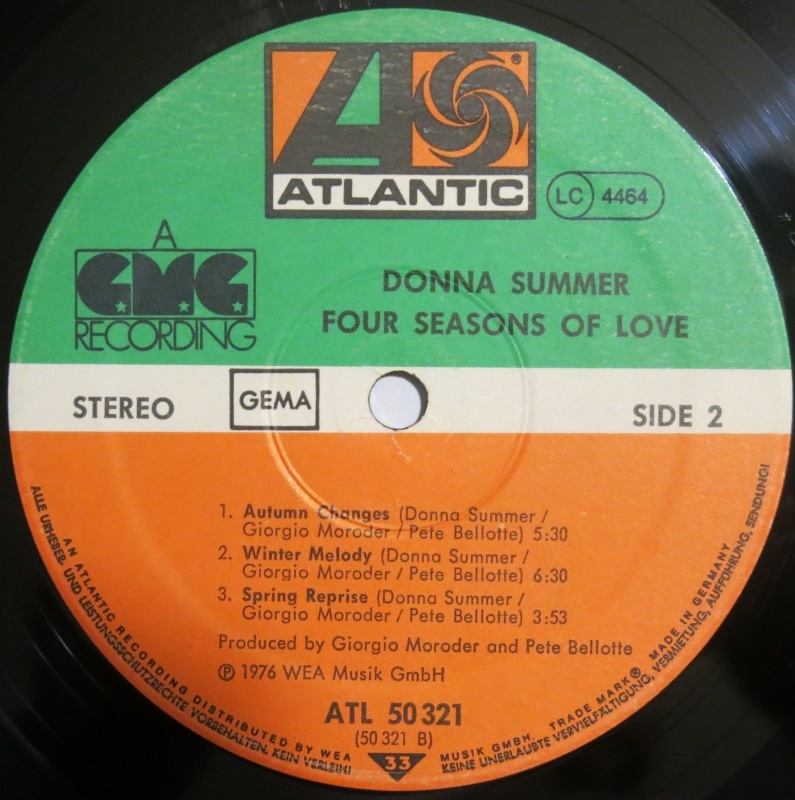 ATLANTIC
LC 4464
A
G.M.G.
RECORDING
DONNA SUMMER
FOUR SEASONS OF LOVE
STEREO
GEMA
SIDE 2
1. Autumn Changes (Donna Summer /
Giorgio Moroder / Pete Bellotte) 5:30
2. Winter Melody (Donna Summer /
Giorgio Moroder / Pete Bellotte) 6:30
3. Spring Reprise (Donna Summer /
Giorgio Moroder / Pete Bellotte) 3:53
Produced by Giorgio Moroder and Pete Bellotte
℗ 1976 WEA Musik GmbH
ATL 50 321
(50 321 B)
33
AN ATLANTIC RECORDING DISTRIBUTED BY WEA MUSIK GMBH. TRADE MARK® MADE IN GERMANY
ALLE URHEBER- UND LEISTUNGSSCHUTZRECHTE VORBEHALTEN. KEIN VERLEIH! KEINE UNERLAUBTE VERVIELFÄLTIGUNG, VERMIETUNG, AUFFÜHRUNG, SENDUNG!